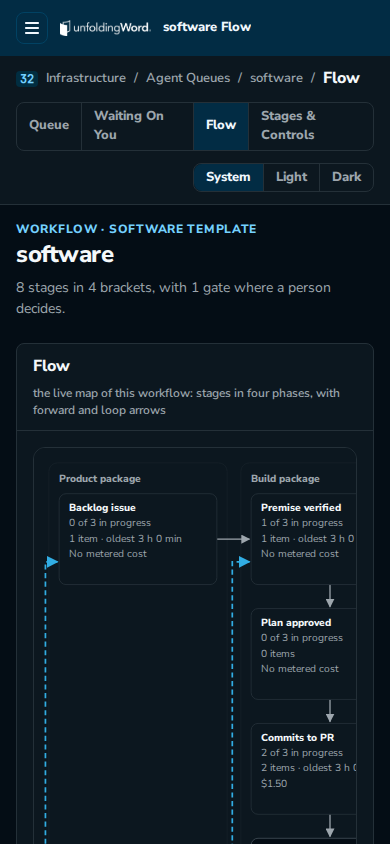 unfoldingWord. software Flow
32 Infrastructure / Agent Queues / software / Flow
Queue
Waiting On
You
Flow
Stages &
Controls
System Light Dark
WORKFLOW · SOFTWARE TEMPLATE
software
8 stages in 4 brackets, with 1 gate where a person
decides.
Flow
the live map of this workflow: stages in four phases, with
forward and loop arrows
Product package
Backlog issue
0 of 3 in progress
1 item · oldest 3 h 0 min
No metered cost
Build package
Premise verified
1 of 3 in progress
1 item · oldest 3 h 0
No metered cost
Plan approved
0 of 3 in progress
0 items
No metered cost
Commits to PR
2 of 3 in progress
2 items · oldest 3 h 0
$1.50